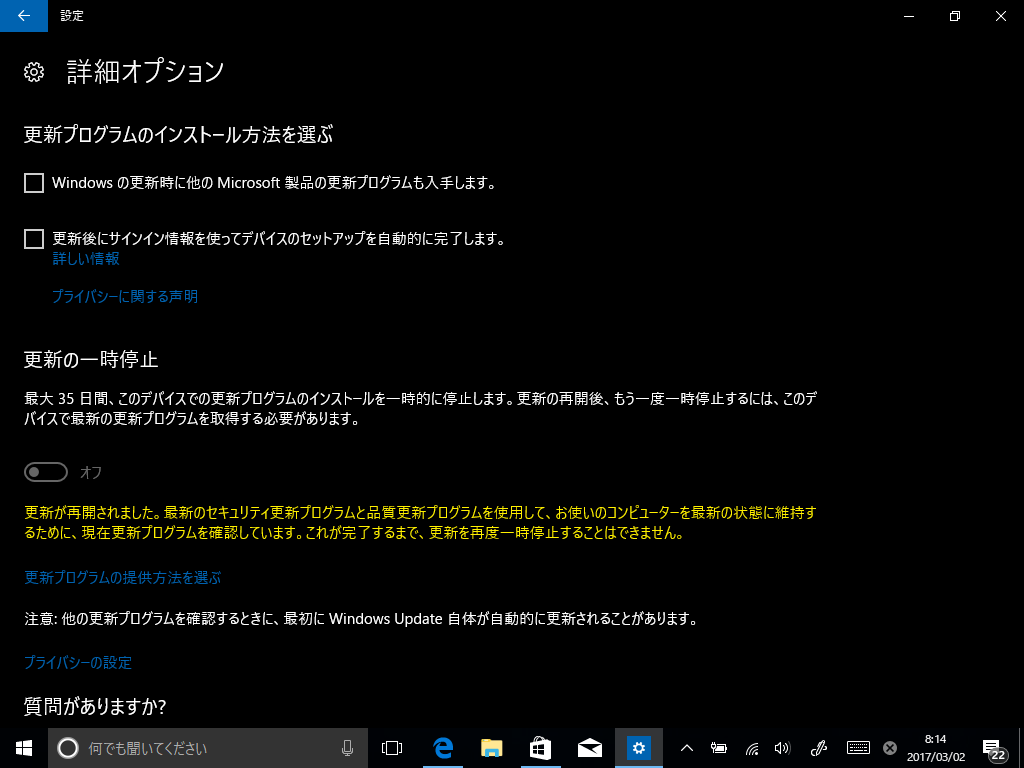 設定
詳細オプション
更新プログラムのインストール方法を選ぶ
Windows の更新時に他の Microsoft 製品の更新プログラムも入手します。
更新後にサインイン情報を使ってデバイスのセットアップを自動的に完了します。
詳しい情報
プライバシーに関する声明
更新の一時停止
最大 35 日間、このデバイスでの更新プログラムのインストールを一時的に停止します。更新の再開後、もう一度一時停止するには、このデ
バイスで最新の更新プログラムを取得する必要があります。
オフ
更新が再開されました。最新のセキュリティ更新プログラムと品質更新プログラムを使用して、お使いのコンピューターを最新の状態に維持す
るために、現在更新プログラムを確認しています。これが完了するまで、更新を再度一時停止することはできません。
更新プログラムの提供方法を選ぶ
注意: 他の更新プログラムを確認するときに、最初に Windows Update 自体が自動的に更新されることがあります。
プライバシーの設定
質問がありますか?
何でも聞いてください
8:14
2017/03/02
22